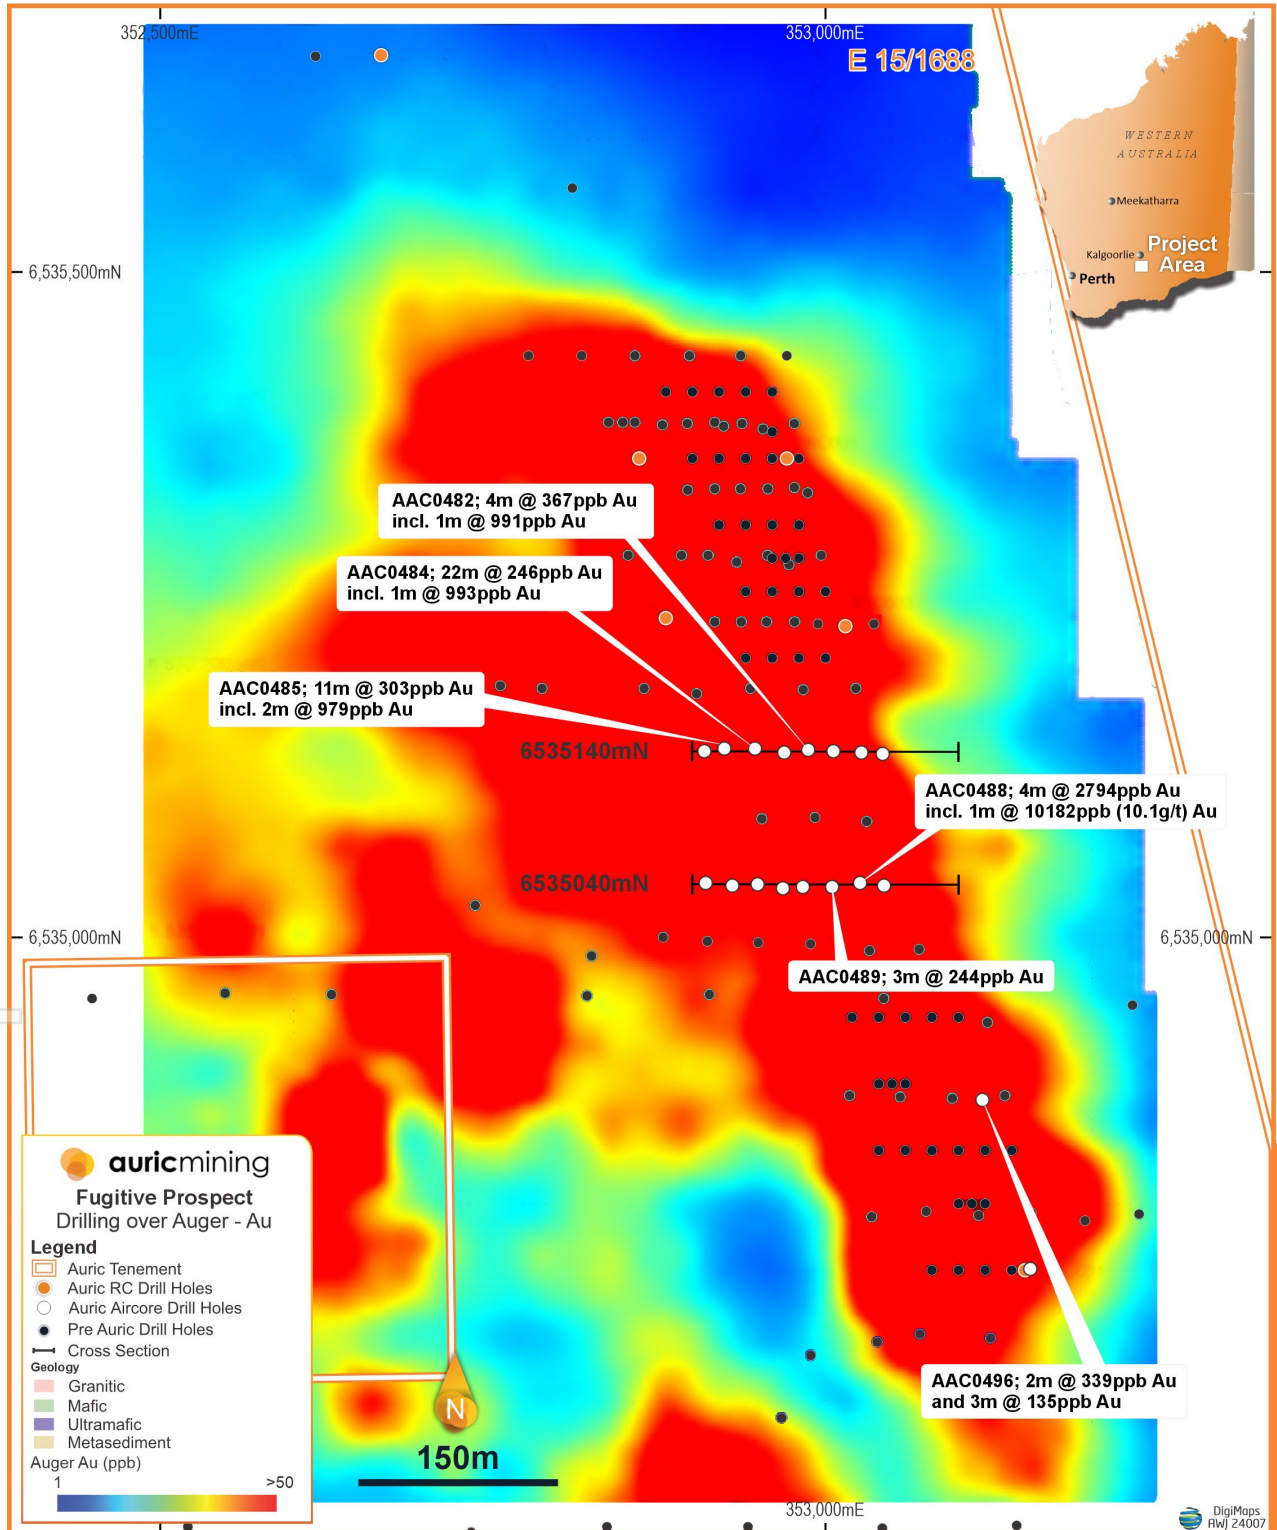 352,500mE
353,000mE
E 15/1688
WESTERN
AUSTRALIA
Meekatharra
Kalgoorlie
Project
Area
Perth
6,535,500mN
AAC0482; 4m @ 367ppb Au
incl. 1m @ 991ppb Au
AAC0484; 22m @ 246ppb Au
incl. 1m @ 993ppb Au
AAC0485; 11m @ 303ppb Au
incl. 2m @ 979ppb Au
6535140mN
AAC0488; 4m @ 2794ppb Au
incl. 1m @ 10182ppb (10.1g/t) Au
6535040mN
6,535,000mN
6,535,000mN
AAC0489; 3m @ 244ppb Au
auricmining
Fugitive Prospect
Drilling over Auger - Au
Legend
Auric Tenement
Auric RC Drill Holes
Auric Aircore Drill Holes
Pre Auric Drill Holes
Cross Section
Geology
Granitic
Mafic
Ultramafic
Metasediment
Auger Au (ppb)
1
>50
N
150m
AAC0496; 2m @ 339ppb Au
and 3m @ 135ppb Au
353,000mE
DigiMaps
AWJ 24007